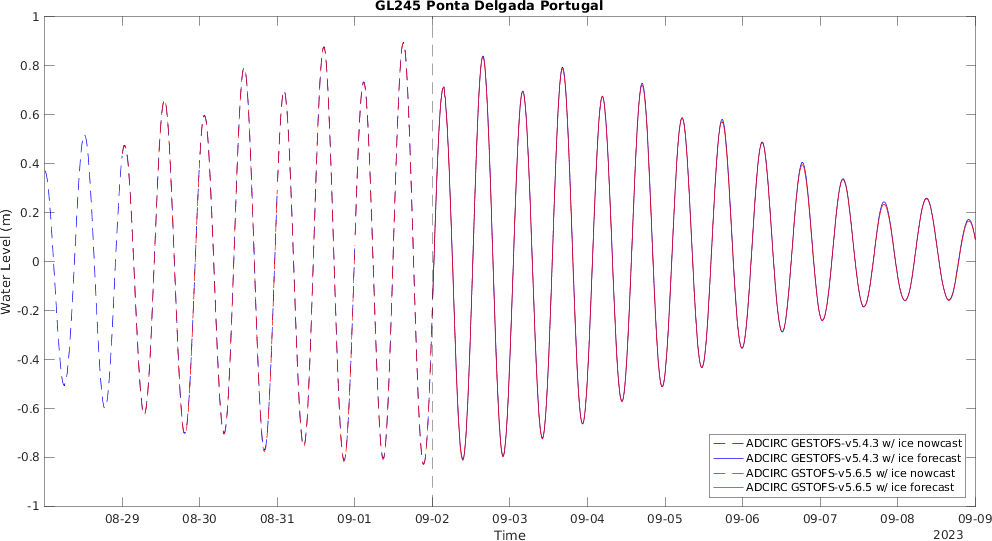 GL245 Ponta Delgada Portugal
1
0.8
0.6
0.4
0.2
0
-0.2
-0.4
-0.6
-0.8
-1
Water Level (m)
ADCIRC GESTOFS-v5.4.3 w/ ice nowcast
ADCIRC GESTOFS-v5.4.3 w/ ice forecast
ADCIRC GSTOFS-v5.6.5 w/ ice nowcast
ADCIRC GSTOFS-v5.6.5 w/ ice forecast
08-29 08-30 08-31 09-01 09-02 09-03 09-04 09-05 09-06 09-07 09-08 09-09
Time
2023